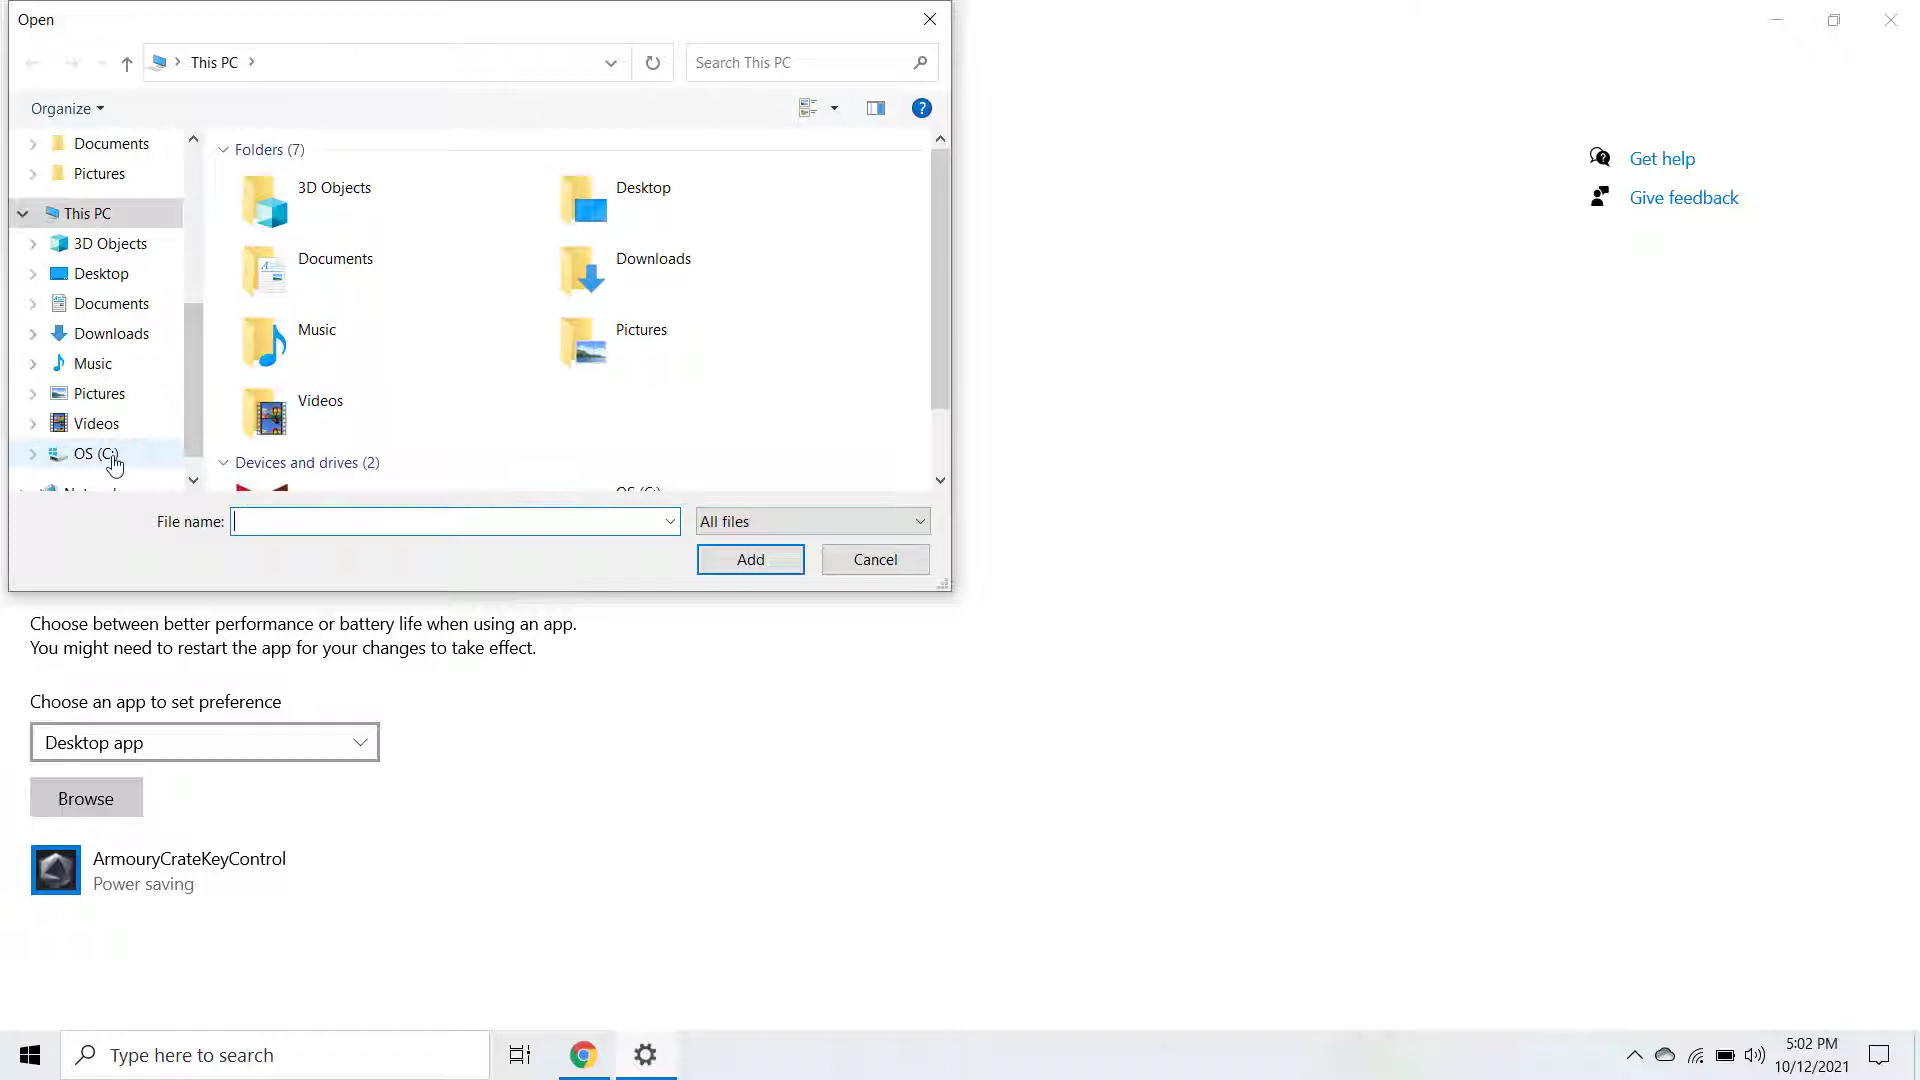 Open
This PC
Search This PC
Organize
Documents
Pictures
This PC
3D Objects
Desktop
Documents
Downloads
Music
Pictures
Videos
OS (C:)
Folders (7)
3D Objects
Desktop
Documents
Downloads
Music
Pictures
Videos
Devices and drives (2)
OS (C:)
File name:
All files
Add
Cancel
Get help
Give feedback
Choose between better performance or battery life when using an app.
You might need to restart the app for your changes to take effect.
Choose an app to set preference
Desktop app
Browse
ArmouryCrateKeyControl
Power saving
Type here to search
5:02 PM
10/12/2021